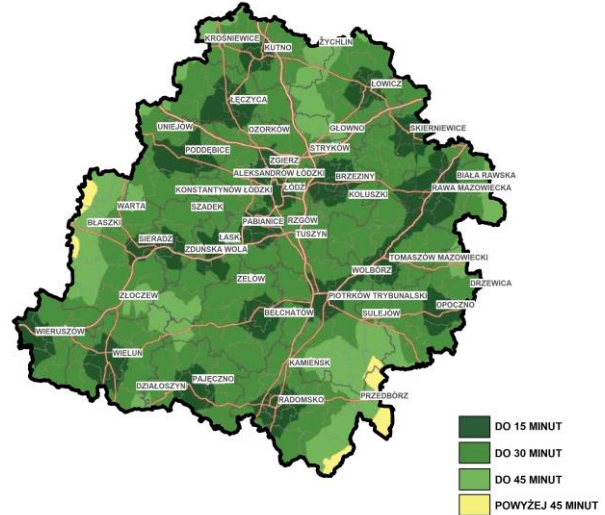 KROŚNIEWICE
KUTNO
ŻYCHLIN
ŁĘCZYCA
ŁOWICZ
UNIEJÓW
OZORKÓW
GŁOWNO
SKIERNIEWICE
PODDĘBICE
STRYKÓW
ZGIERZ
ALEKSANDRÓW ŁÓDZKI
BRZEZINY
BIAŁA RAWSKA
KONSTANTYNÓW ŁÓDZKI
ŁÓDŹ
KOLUSZKI
RAWA MAZOWIECKA
WARTA
SZADEK
BŁASZKI
PABIANICE
RZGÓW
SIERADZ
ŁASK
TUSZYN
ZDUŃSKA WOLA
TOMASZÓW MAZOWIECKI
WOLBÓRZ
ZELÓW
DRZEWICA
ZŁOCZEW
PIOTRKÓW TRYBUNALSKI
OPOCZNO
BEŁCHATÓW
SULEJÓW
WIERUSZÓW
WIELUŃ
KAMIEŃSK
PAJĘCZNO
DZIAŁOSZYN
PRZEDBÓRZ
RADOMSKO
DO 15 MINUT
DO 30 MINUT
DO 45 MINUT
POWYŻEJ 45 MINUT